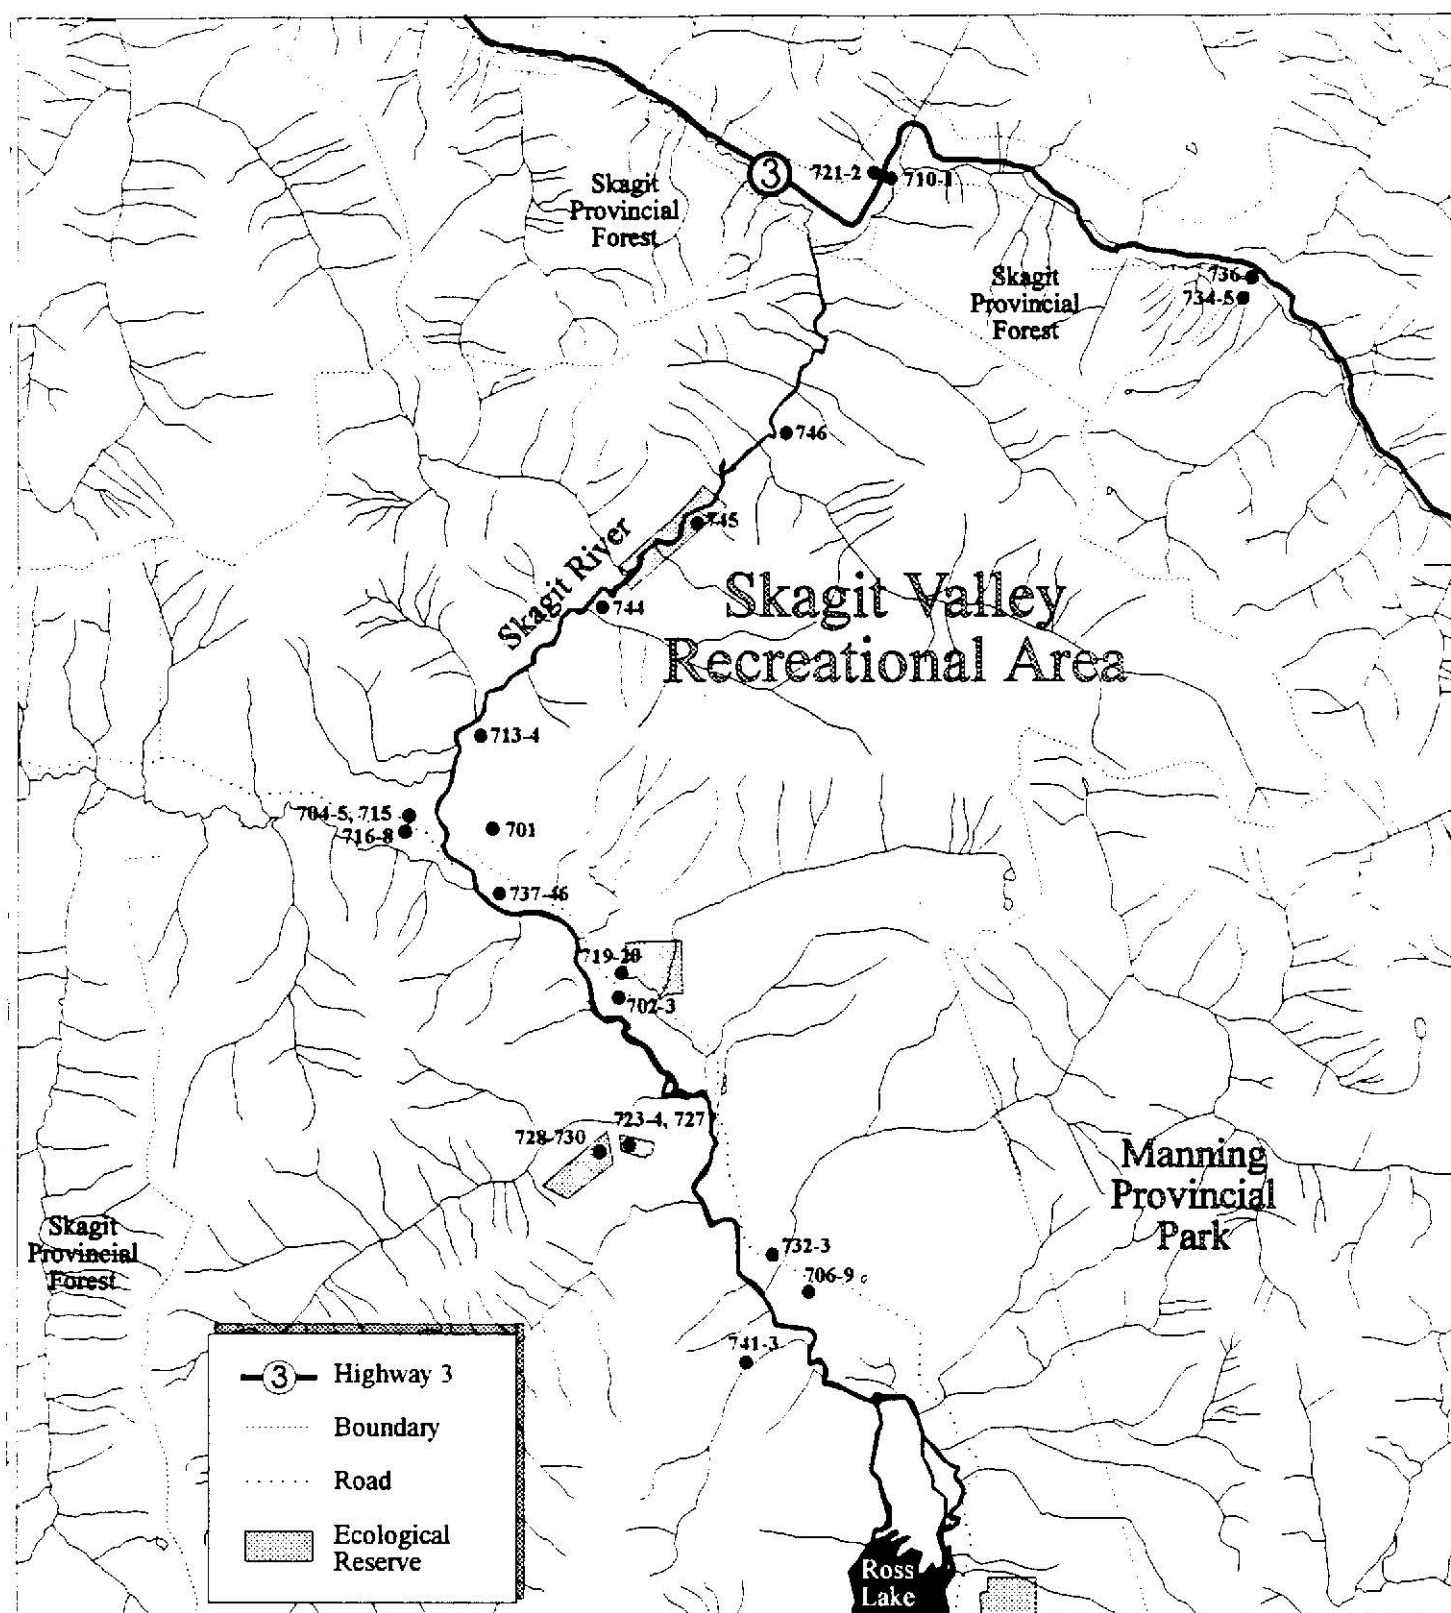 3
721-2
710-1
Skagit
Provincial
Forest
Skagit
Provincial
Forest
736
734-5
746
745
Skagit River
744
Skagit Valley
Recreational Area
713-4
704-5, 715
716-8
701
737-46
719-20
702-3
723-4, 727
728-730
Manning
Provincial
Park
Skagit
Provincial
Forest
732-3
706-9
741-3
3 Highway 3
Boundary
Road
Ecological
Reserve
Ross
Lake